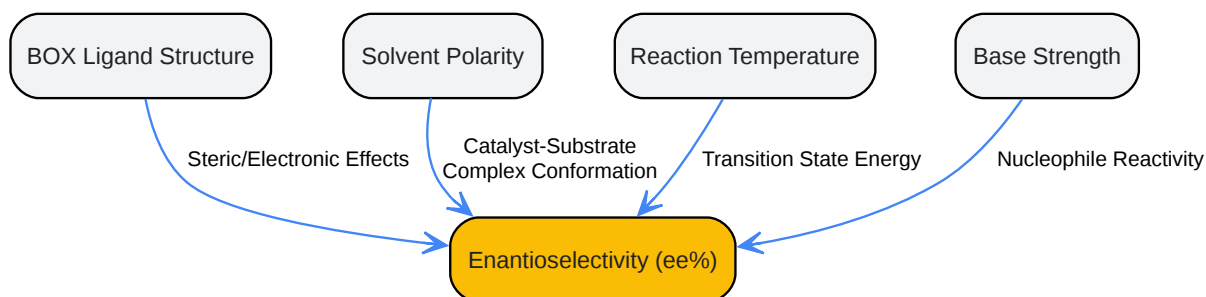 BOX Ligand Structure
Solvent Polarity
Reaction Temperature
Base Strength
Steric/Electronic Effects
Catalyst-Substrate
Complex Conformation
Transition State Energy
Nucleophile Reactivity
Enantioselectivity (ee%)